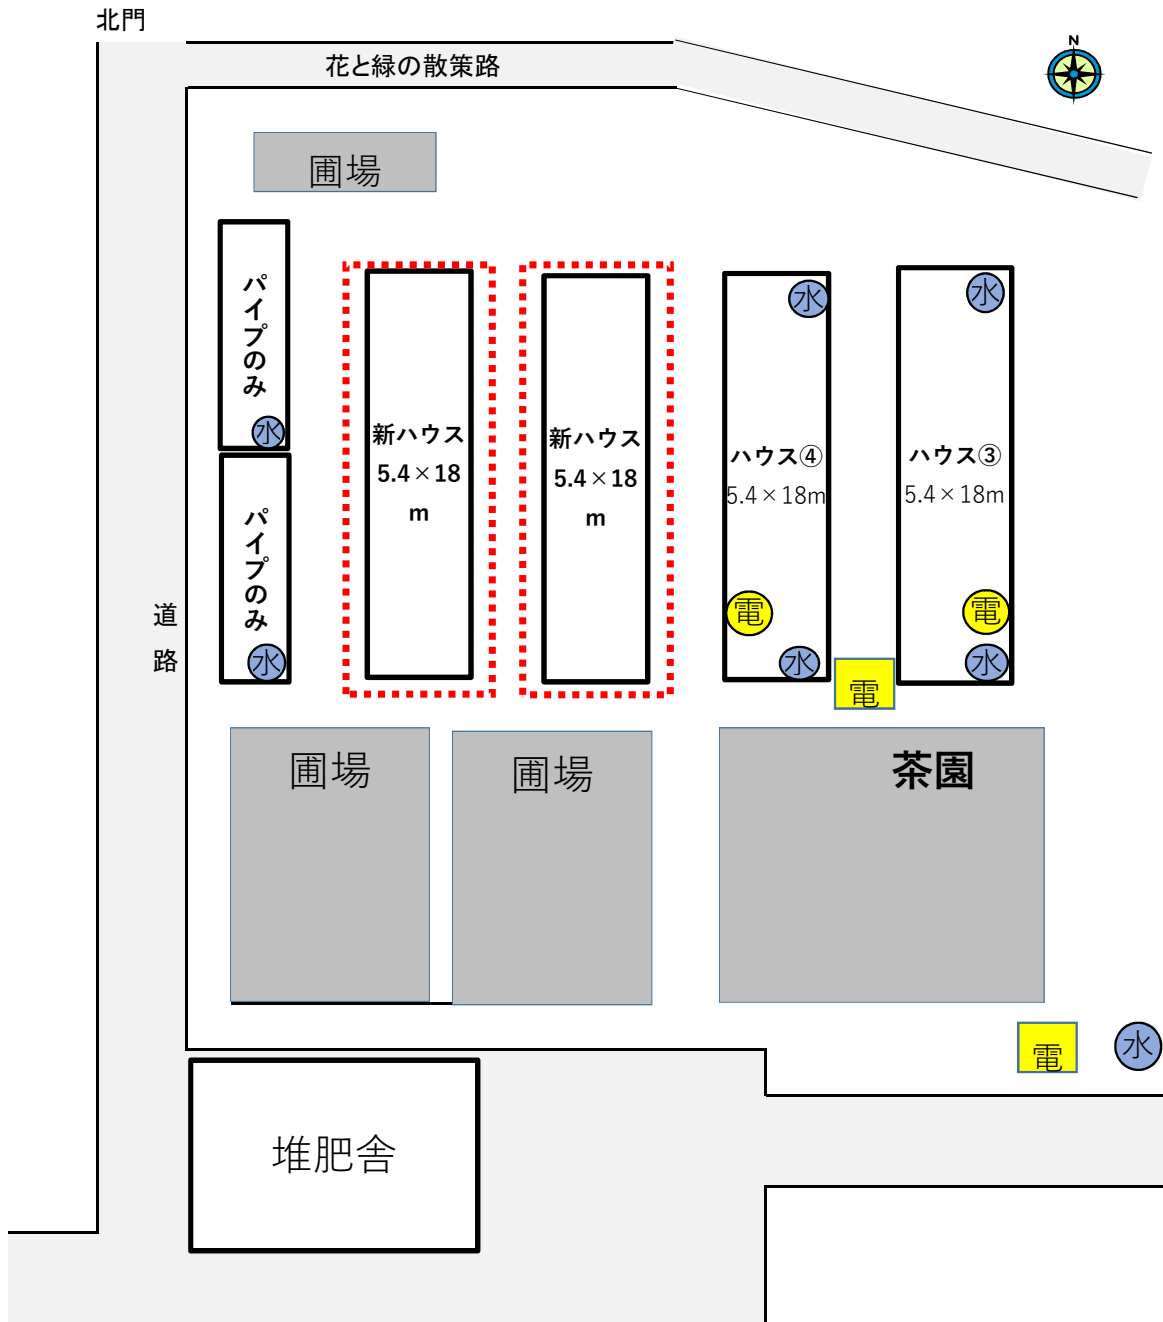 北門
N
花と緑の散策路
圃場
パイプのみ
水
パイプのみ
水
新ハウス
5.4×18
m
新ハウス
5.4×18
m
水
ハウス④
5.4×18m
電
水
水
ハウス③
5.4×18m
電
水
電
道
路
圃場
圃場
茶園
電
水
堆肥舎